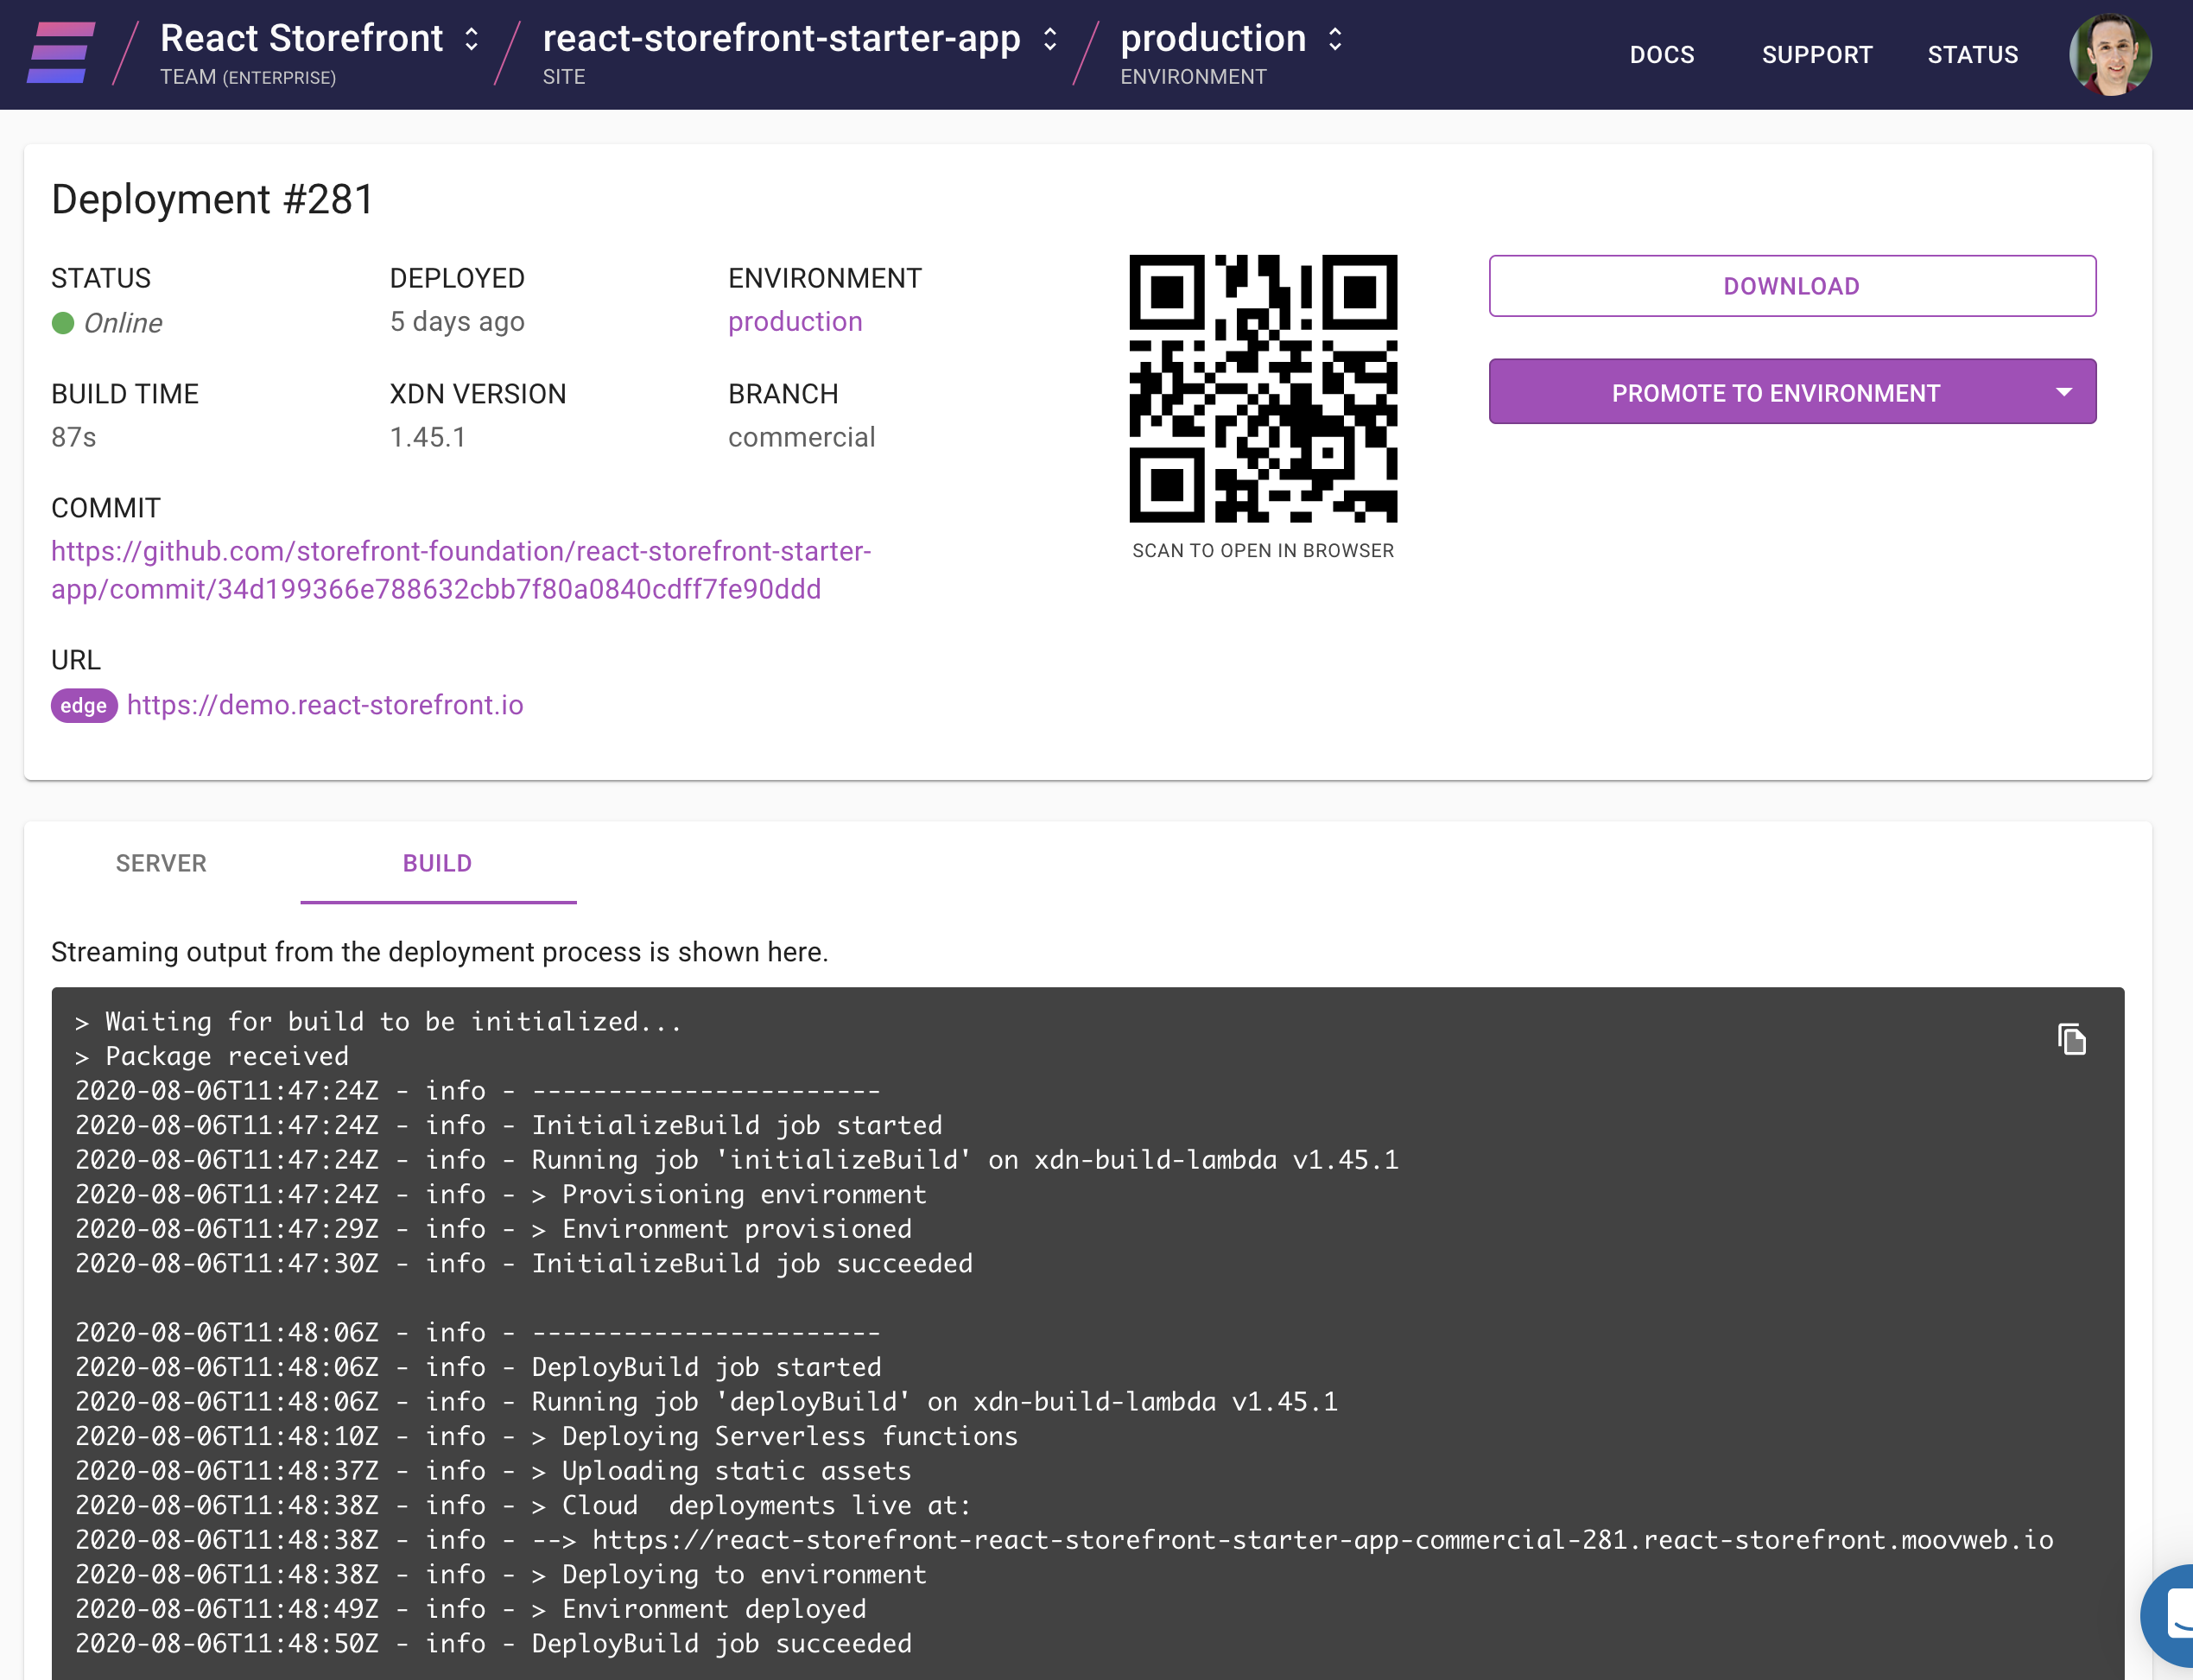 React Storefront
TEAM (ENTERPRISE)
react-storefront-starter-app
SITE
production
ENVIRONMENT
DOCS
SUPPORT
STATUS
Deployment #281
STATUS
Online
DEPLOYED
5 days ago
ENVIRONMENT
production
BUILD TIME
87s
XDN VERSION
1.45.1
BRANCH
commercial
COMMIT
https://github.com/storefront-foundation/react-storefront-starter-
app/commit/34d199366e788632cbb7f80a0840cdff7fe90ddd
URL
edge https://demo.react-storefront.io
SCAN TO OPEN IN BROWSER
DOWNLOAD
PROMOTE TO ENVIRONMENT
SERVER
BUILD
Streaming output from the deployment process is shown here.
> Waiting for build to be initialized...
> Package received
2020-08-06T11:47:24Z - info - -----------------------
2020-08-06T11:47:24Z - info - InitializeBuild job started
2020-08-06T11:47:24Z - info - Running job 'initializeBuild' on xdn-build-lambda v1.45.1
2020-08-06T11:47:24Z - info - > Provisioning environment
2020-08-06T11:47:29Z - info - > Environment provisioned
2020-08-06T11:47:30Z - info - InitializeBuild job succeeded
2020-08-06T11:48:06Z - info - -----------------------
2020-08-06T11:48:06Z - info - DeployBuild job started
2020-08-06T11:48:06Z - info - Running job 'deployBuild' on xdn-build-lambda v1.45.1
2020-08-06T11:48:10Z - info - > Deploying Serverless functions
2020-08-06T11:48:37Z - info - > Uploading static assets
2020-08-06T11:48:38Z - info - > Cloud  deployments live at:
2020-08-06T11:48:38Z - info - --> https://react-storefront-react-storefront-starter-app-commercial-281.react-storefront.moovweb.io
2020-08-06T11:48:38Z - info - > Deploying to environment
2020-08-06T11:48:49Z - info - > Environment deployed
2020-08-06T11:48:50Z - info - DeployBuild job succeeded